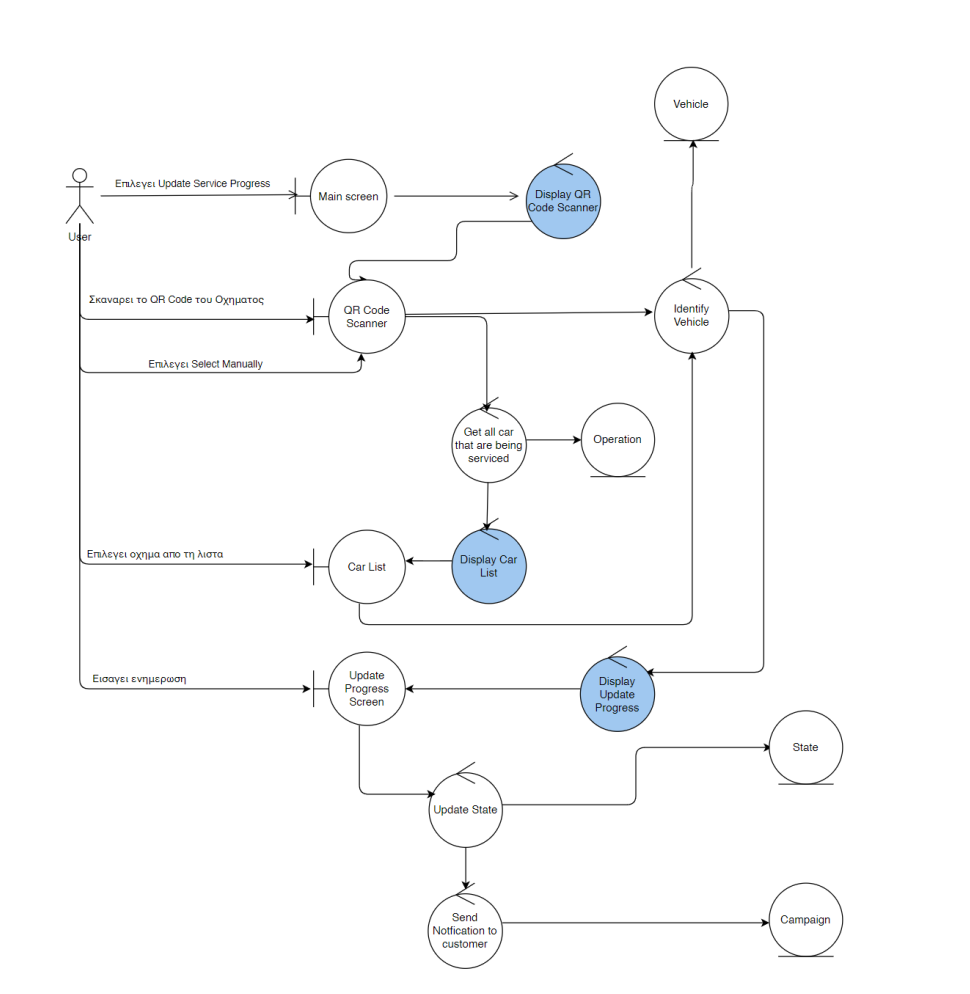 Vehicle
Επιλεγει Update Service Progress
Main screen
Display QR
Code Scanner
User
Σκαναρει το QR Code του Οχηματος
QR Code
Scanner
Identify
Vehicle
Επιλεγει Select Manually
Get all car
that are being
serviced
Operation
Επιλεγει οχημα απο τη λιστα
Car List
Display Car
List
Εισαγει ενημερωση
Update
Progress
Screen
Display
Update
Progress
State
Update State
Send
Notfication to
customer
Campaign